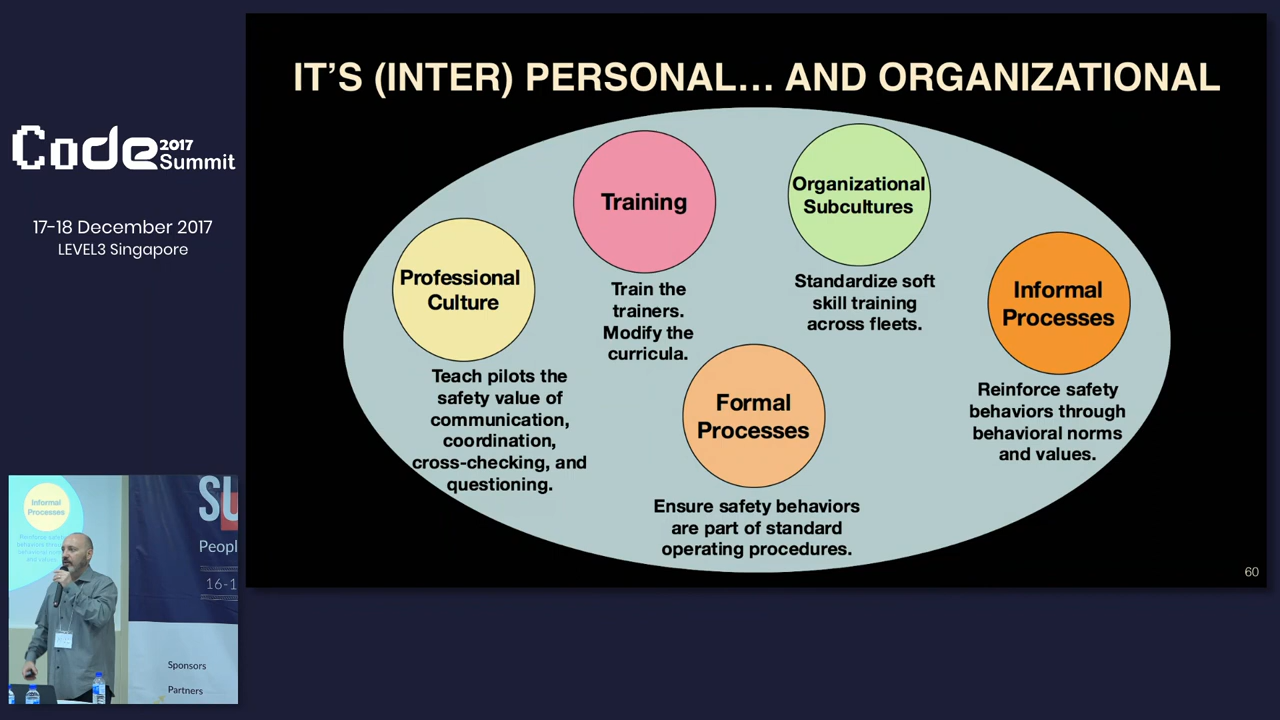 Code 2017 Summit
17-18 December 2017
LEVEL3 Singapore
IT'S (INTER) PERSONAL... AND ORGANIZATIONAL
Professional
Culture
Teach pilots the
safety value of
communication,
coordination,
cross-checking, and
questioning.
Training
Train the
trainers.
Modify the
curricula.
Formal
Processes
Ensure safety behaviors
are part of standard
operating procedures.
Organizational
Subcultures
Standardize soft
skill training
across fleets.
Informal
Processes
Reinforce safety
behaviors through
behavioral norms
and values.
60
Informal
Processes
Reinforce safety
SU
Peopl
16-1
Sponsors
Partners